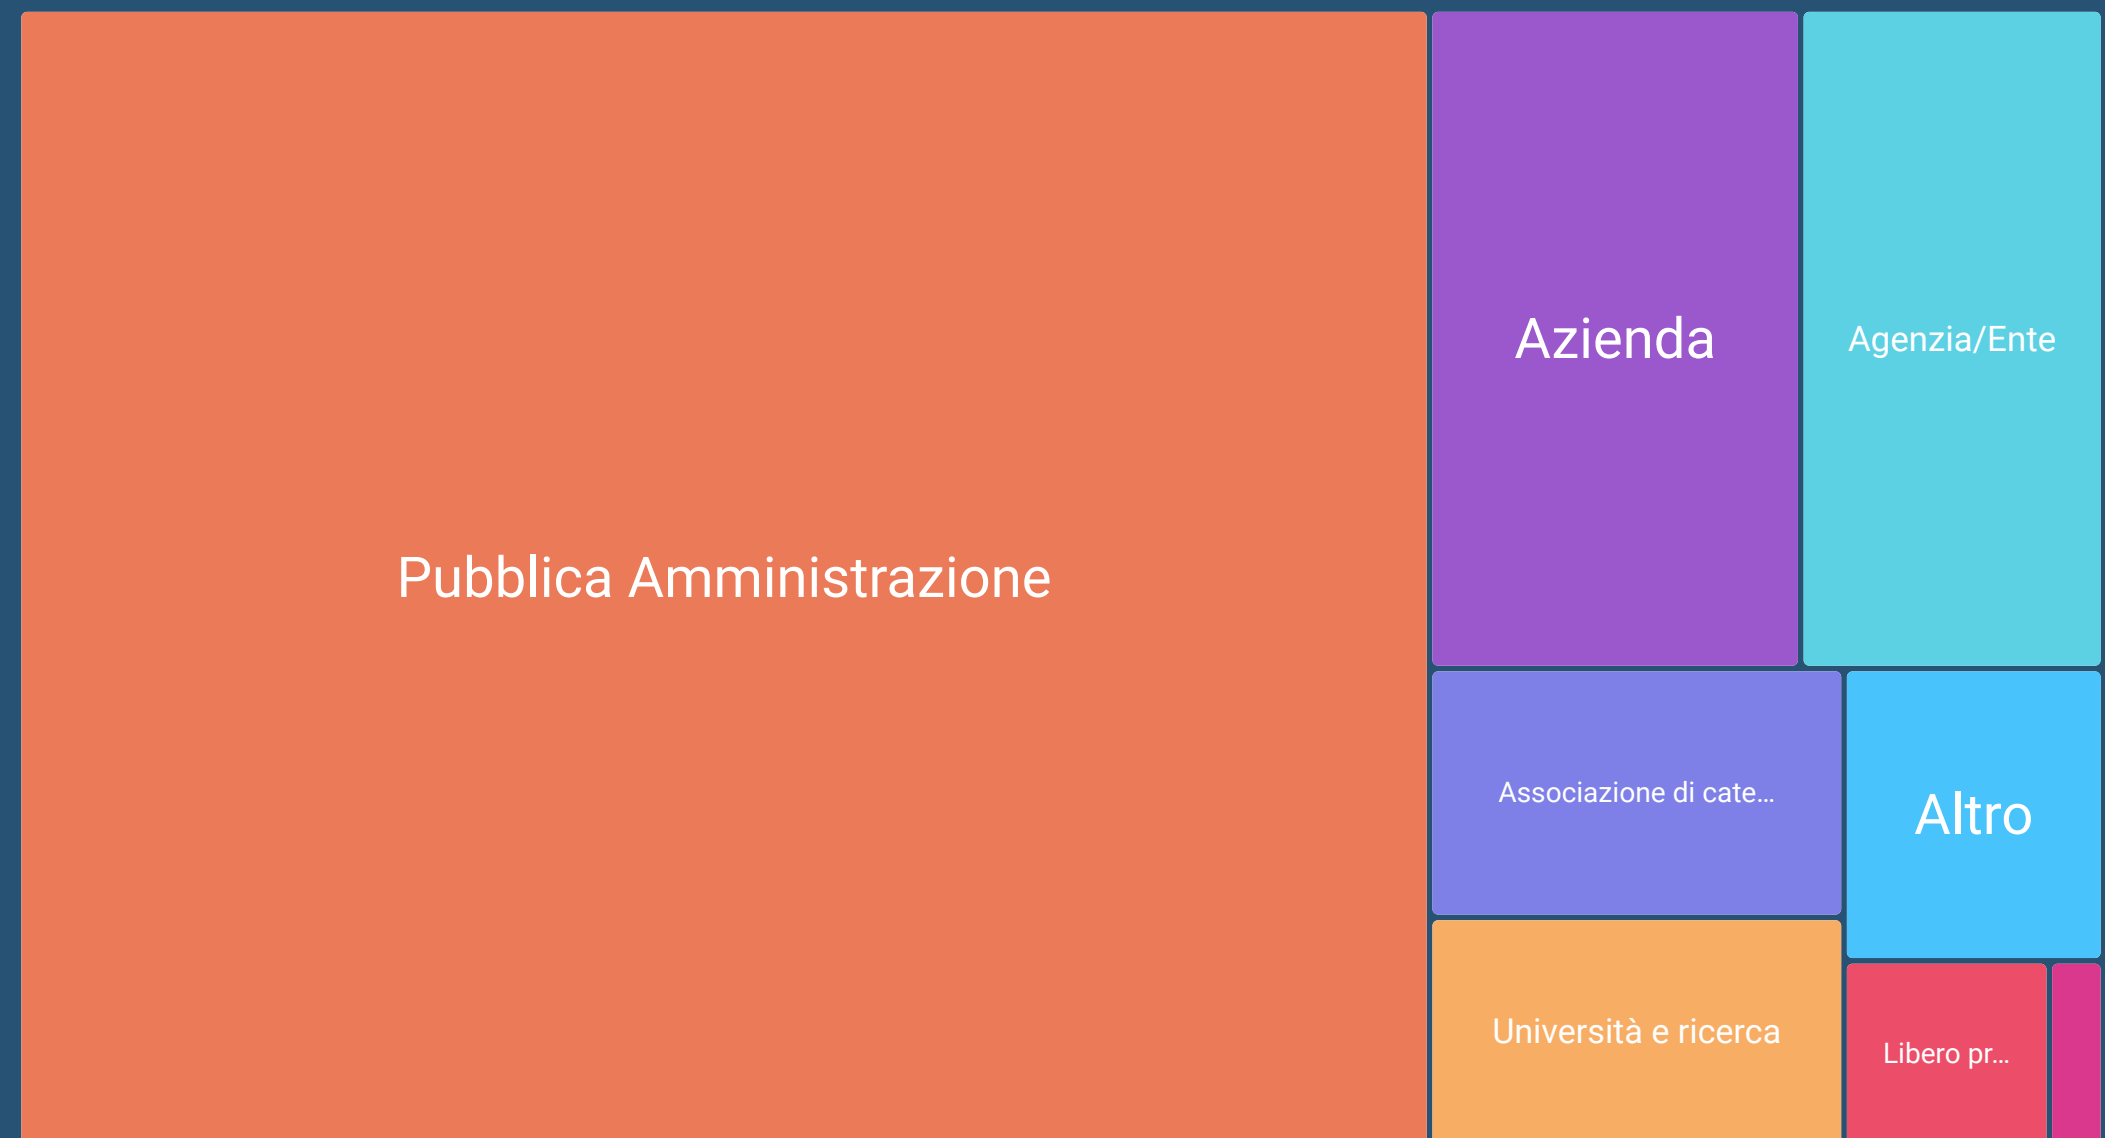 Pubblica Amministrazione
Azienda
Agenzia/Ente
Associazione di cate...
Altro
Università e ricerca
Libero pr...